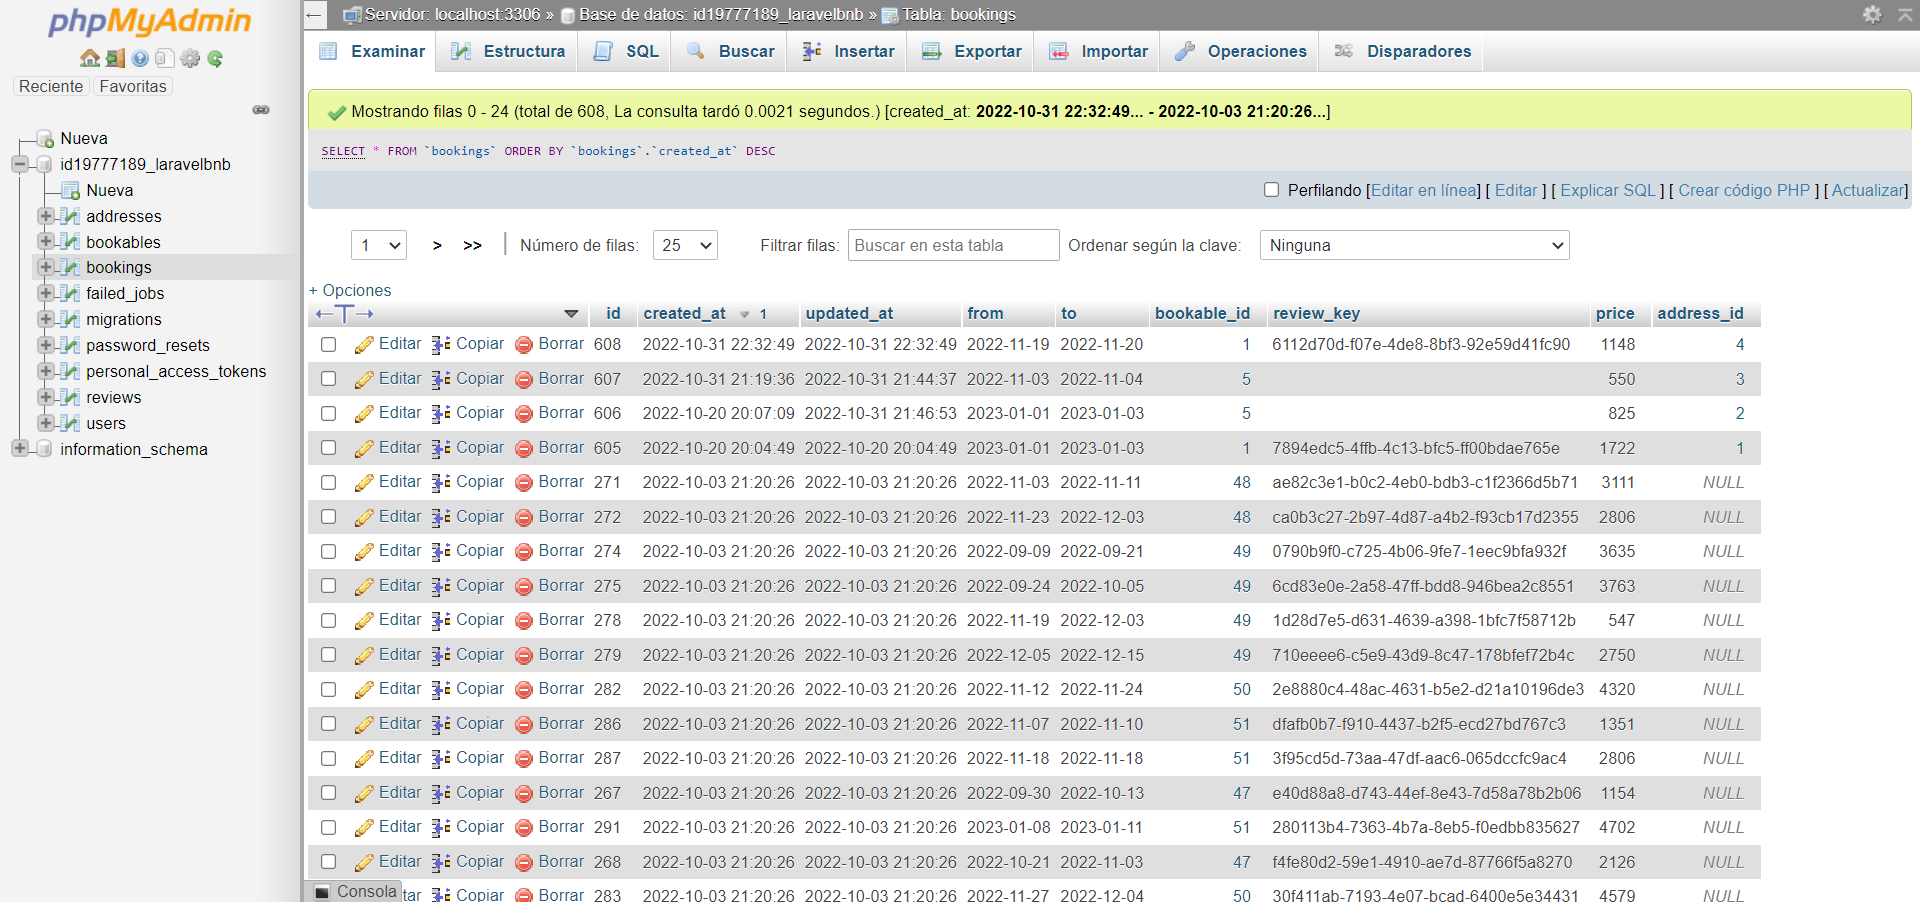 phpMyAdmin
Reciente Favoritas
Nueva
id19777189_laravelbnb
Nueva
addresses
bookables
bookings
failed_jobs
migrations
password_resets
personal_access_tokens
reviews
users
information_schema
Servidor: localhost:3306 » Base de datos: id19777189_laravelbnb » Tabla: bookings
Examinar Estructura SQL Buscar Insertar Exportar Importar Operaciones Disparadores
Mostrando filas 0 - 24 (total de 608, La consulta tardó 0.0021 segundos.) [created_at: 2022-10-31 22:32:49... - 2022-10-03 21:20:26...]
SELECT * FROM `bookings` ORDER BY `bookings`.`created_at` DESC
Perfilando [Editar en línea] [ Editar ] [ Explicar SQL ] [ Crear código PHP ] [ Actualizar]
1 > >> | Número de filas: 25 Filtrar filas: Buscar en esta tabla Ordenar según la clave: Ninguna
+ Opciones
←T→ id created_at 1 updated_at from to bookable_id review_key price address_id
Editar Copiar Borrar 608 2022-10-31 22:32:49 2022-10-31 22:32:49 2022-11-19 2022-11-20 1 6112d70d-f07e-4de8-8bf3-92e59d41fc90 1148 4
Editar Copiar Borrar 607 2022-10-31 21:19:36 2022-10-31 21:44:37 2022-11-03 2022-11-04 5 550 3
Editar Copiar Borrar 606 2022-10-20 20:07:09 2022-10-31 21:46:53 2023-01-01 2023-01-03 5 825 2
Editar Copiar Borrar 605 2022-10-20 20:04:49 2022-10-20 20:04:49 2023-01-01 2023-01-03 1 7894edc5-4ffb-4c13-bfc5-ff00bdae765e 1722 1
Editar Copiar Borrar 271 2022-10-03 21:20:26 2022-10-03 21:20:26 2022-11-03 2022-11-11 48 ae82c3e1-b0c2-4eb0-bdb3-c1f2366d5b71 3111 NULL
Editar Copiar Borrar 272 2022-10-03 21:20:26 2022-10-03 21:20:26 2022-11-23 2022-12-03 48 ca0b3c27-2b97-4d87-a4b2-f93cb17d2355 2806 NULL
Editar Copiar Borrar 274 2022-10-03 21:20:26 2022-10-03 21:20:26 2022-09-09 2022-09-21 49 0790b9f0-c725-4b06-9fe7-1eec9bfa932f 3635 NULL
Editar Copiar Borrar 275 2022-10-03 21:20:26 2022-10-03 21:20:26 2022-09-24 2022-10-05 49 6cd83e0e-2a58-47ff-bdd8-946bea2c8551 3763 NULL
Editar Copiar Borrar 278 2022-10-03 21:20:26 2022-10-03 21:20:26 2022-11-19 2022-12-03 49 1d28d7e5-d631-4639-a398-1bfc7f58712b 547 NULL
Editar Copiar Borrar 279 2022-10-03 21:20:26 2022-10-03 21:20:26 2022-12-05 2022-12-15 49 710eeee6-c5e9-43d9-8c47-178bfef72b4c 2750 NULL
Editar Copiar Borrar 282 2022-10-03 21:20:26 2022-10-03 21:20:26 2022-11-12 2022-11-24 50 2e8880c4-48ac-4631-b5e2-d21a10196de3 4320 NULL
Editar Copiar Borrar 286 2022-10-03 21:20:26 2022-10-03 21:20:26 2022-11-07 2022-11-10 51 dfafb0b7-f910-4437-b2f5-ecd27bd767c3 1351 NULL
Editar Copiar Borrar 287 2022-10-03 21:20:26 2022-10-03 21:20:26 2022-11-18 2022-11-18 51 3f95cd5d-73aa-47df-aac6-065dccfc9ac4 2806 NULL
Editar Copiar Borrar 267 2022-10-03 21:20:26 2022-10-03 21:20:26 2022-09-30 2022-10-13 47 e40d88a8-d743-44ef-8e43-7d58a78b2b06 1154 NULL
Editar Copiar Borrar 291 2022-10-03 21:20:26 2022-10-03 21:20:26 2023-01-08 2023-01-11 51 280113b4-7363-4b7a-8eb5-f0edbb835627 4702 NULL
Editar Copiar Borrar 268 2022-10-03 21:20:26 2022-10-03 21:20:26 2022-10-21 2022-11-03 47 f4fe80d2-59e1-4910-ae7d-87766f5a8270 2126 NULL
Consola tar Copiar Borrar 283 2022-10-03 21:20:26 2022-10-03 21:20:26 2022-11-27 2022-12-04 50 30f411ab-7193-4e07-bcad-6400e5e34431 4579 NULL